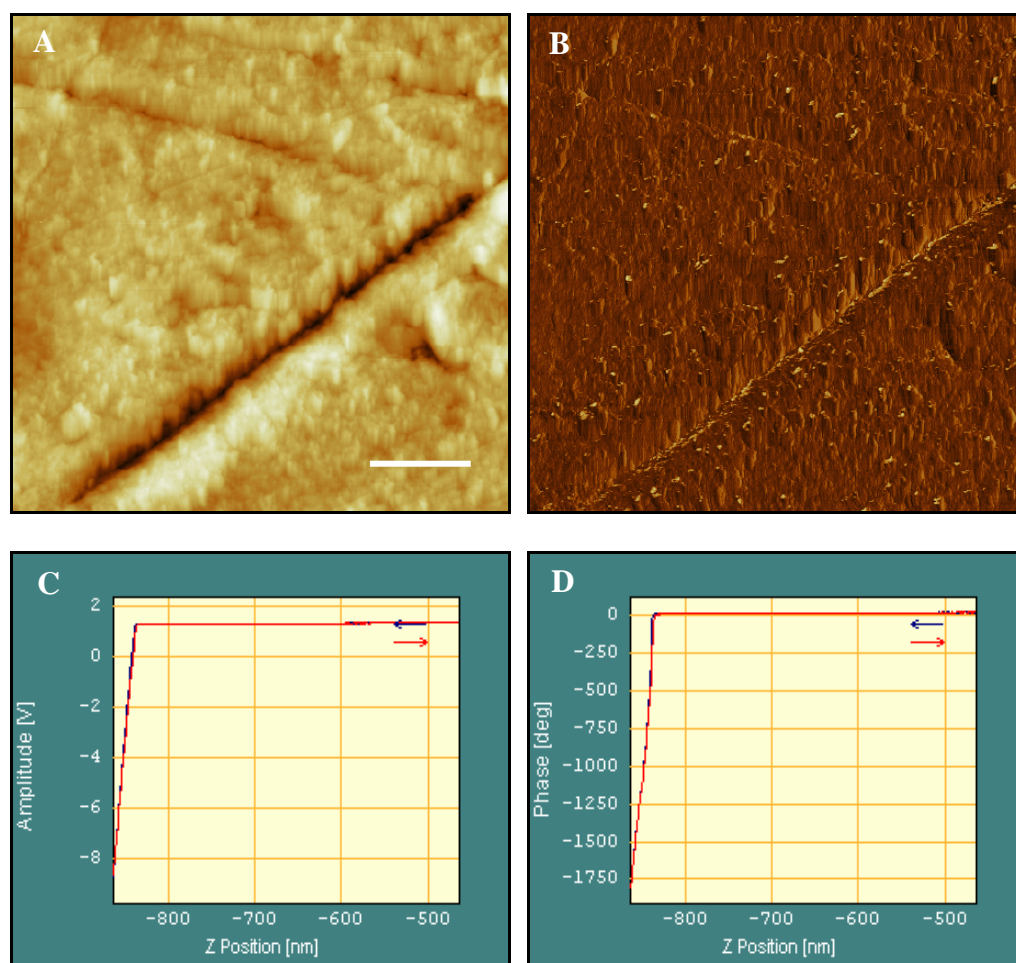 A
B
C
2
0
-2
-4
-6
-8
Amplitude [V]
-800 -700 -600 -500
Z Position [nm]
D
0
-250
-500
-750
-1000
-1250
-1500
-1750
Phase [deg]
-800 -700 -600 -500
Z Position [nm]